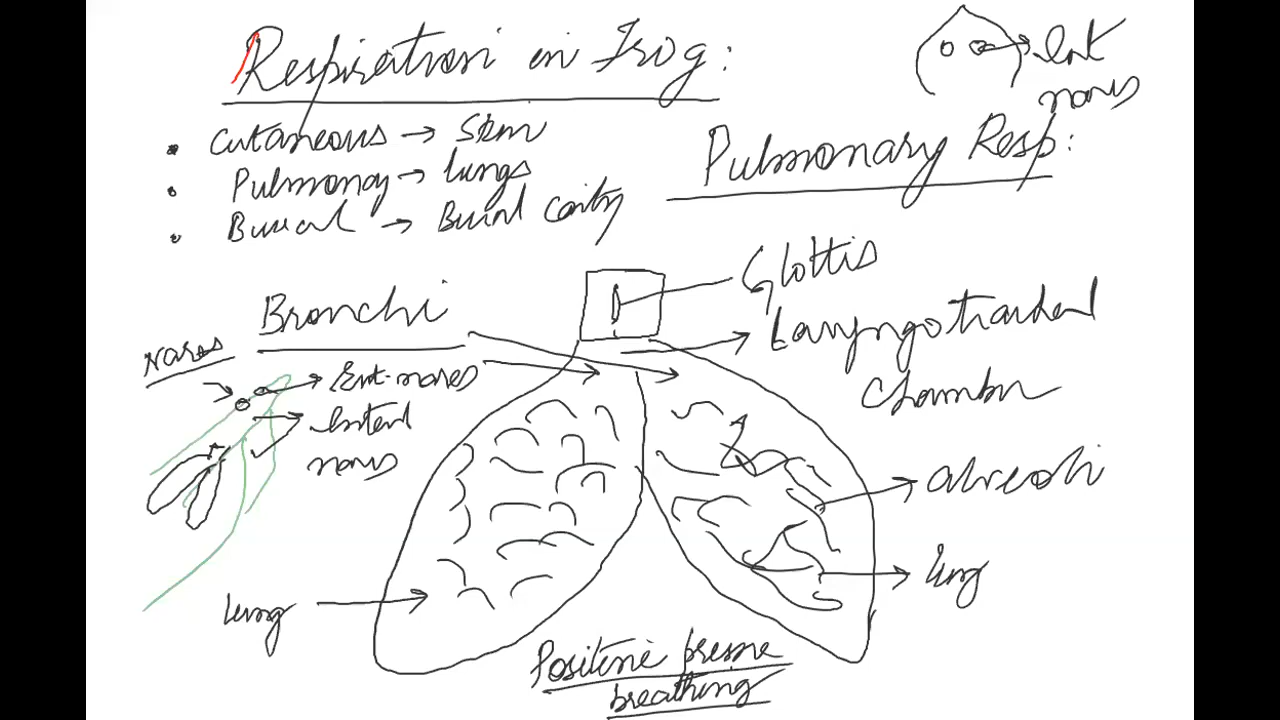 Respiration in Frog:
Ext
nares
• Cutaneous → Skin
• Pulmonary → lungs
• Buccal → Buccal cavity
Pulmonary Resp:
Glottis
Bronchi
Laryngotracheal
Chamber
Nares
Ext. nares
Internal
nares
alveoli
lung
lung
Positive pressure
breathing